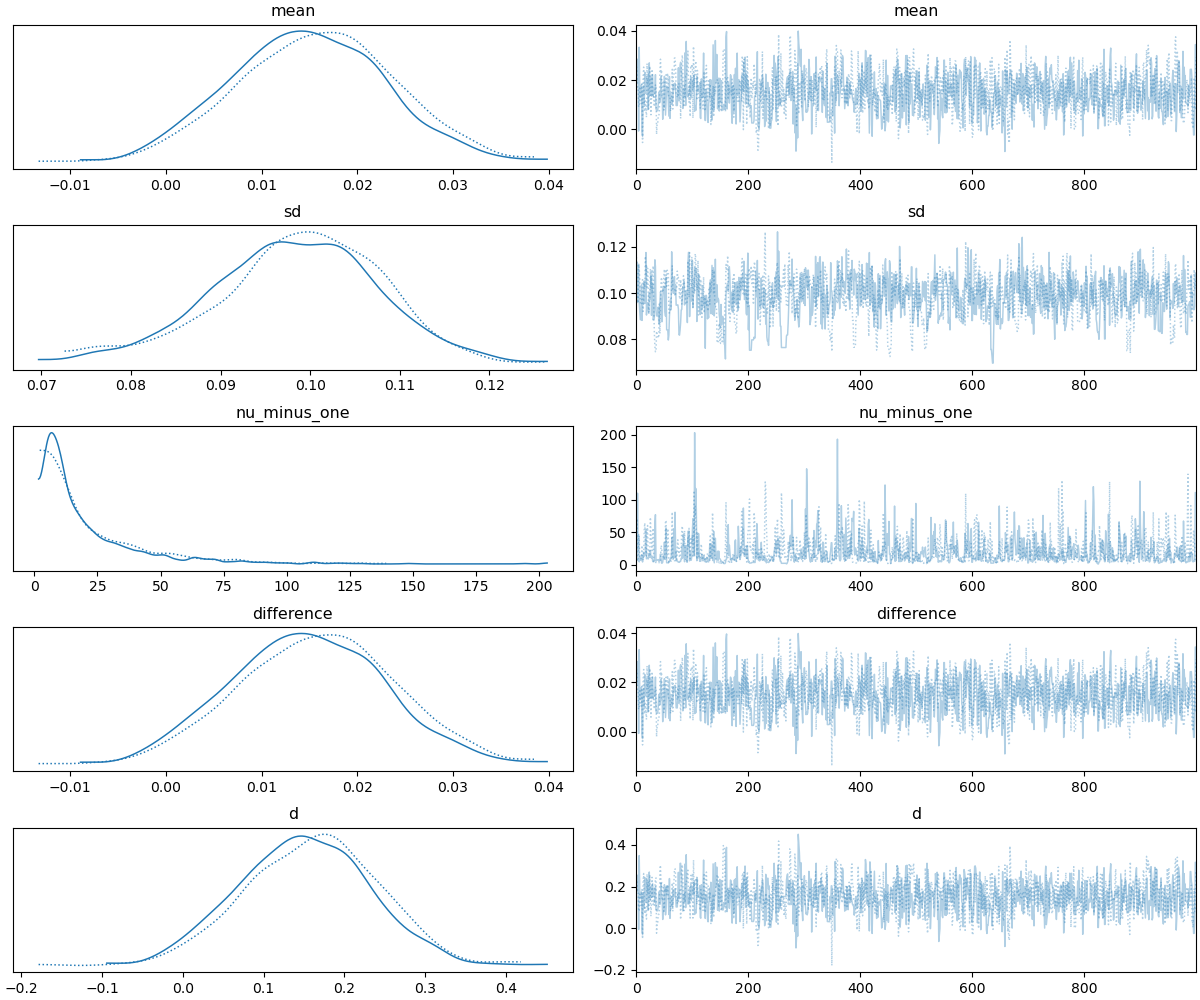 mean
−0.01 0.00 0.01 0.02 0.03 0.04
mean
0.04
0.02
0.00
0 200 400 600 800
sd
0.07 0.08 0.09 0.10 0.11 0.12
sd
0.12
0.10
0.08
0 200 400 600 800
nu_minus_one
0 25 50 75 100 125 150 175 200
nu_minus_one
200
150
100
50
0
0 200 400 600 800
difference
−0.01 0.00 0.01 0.02 0.03 0.04
difference
0.04
0.02
0.00
0 200 400 600 800
d
−0.2 −0.1 0.0 0.1 0.2 0.3 0.4
d
0.4
0.2
0.0
−0.2
0 200 400 600 800